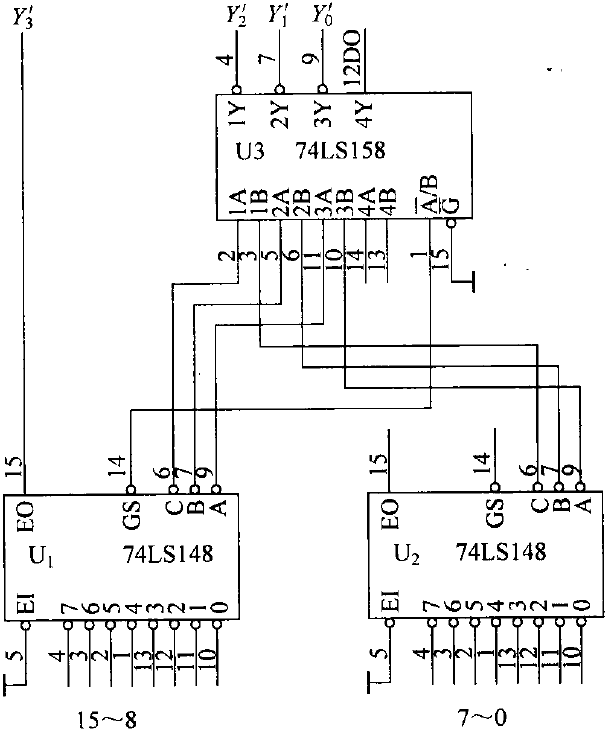 Y₃′ Y₂′ Y₁′ Y₀′
4 7 9 12DO
1Y 2Y 3Y 4Y
U3 74LS158
1A 1B 2A 2B 3A 3B 4A 4B A̅/B G̅
2 3 5 6 11 10 14 13 1 15
15 14 6 7 9
15 14 6 7 9
EO GS C B A
U₁ 74LS148
EI 7 6 5 4 3 2 1 0
5 4 3 2 1 13 12 11 10
15～8
EO GS C B A
U₂ 74LS148
EI 7 6 5 4 3 2 1 0
5 4 3 2 1 13 12 11 10
7～0